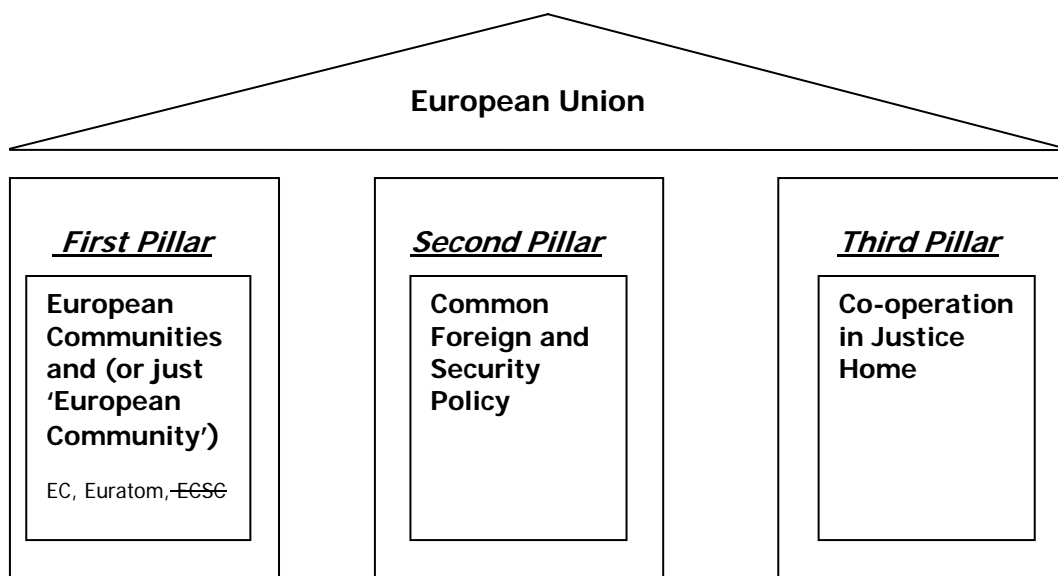 European Union
First Pillar
European
Communities
and (or just
‘European
Community’)
EC, Euratom, ECSC
Second Pillar
Common
Foreign and
Security
Policy
Third Pillar
Co-operation
in Justice
Home